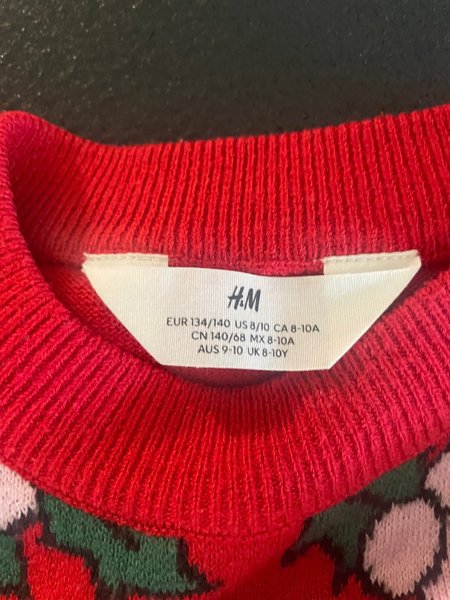 H&M
EUR 134/140 US 8/10 CA 8-10A
CN 140/68 MX 8-10A
AUS 9-10 UK 8-10Y